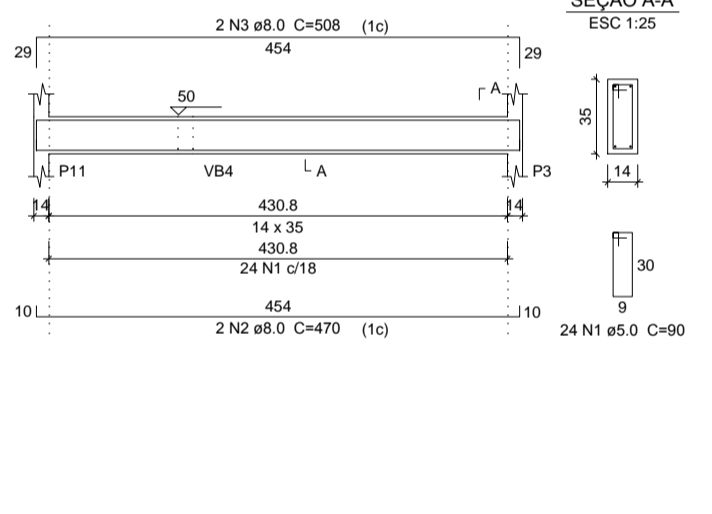 SEÇÃO A-A
ESC 1:25
2 N3 ø8.0 C=508 (1c)
29
454
29
50
A
35
P11
VB4
A
P3
14
14
430.8
14
14 x 35
430.8
24 N1 c/18
30
9
10
454
10
2 N2 ø8.0 C=470 (1c)
24 N1 ø5.0 C=90